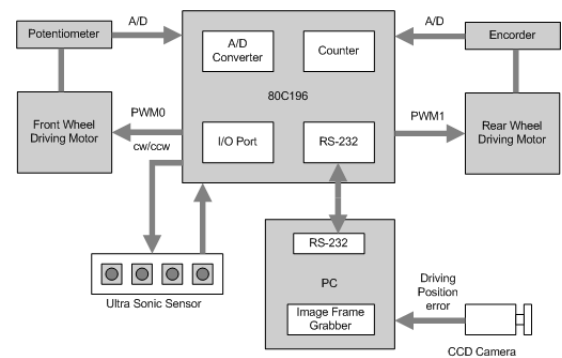 Potentiometer
A/D
A/D
Converter
Counter
A/D
Encorder
80C196
Front Wheel
Driving Motor
PWM0
cw/ccw
I/O Port
RS-232
PWM1
Rear Wheel
Driving Motor
RS-232
PC
Image Frame
Grabber
Ultra Sonic Sensor
Driving
Position
error
CCD Camera